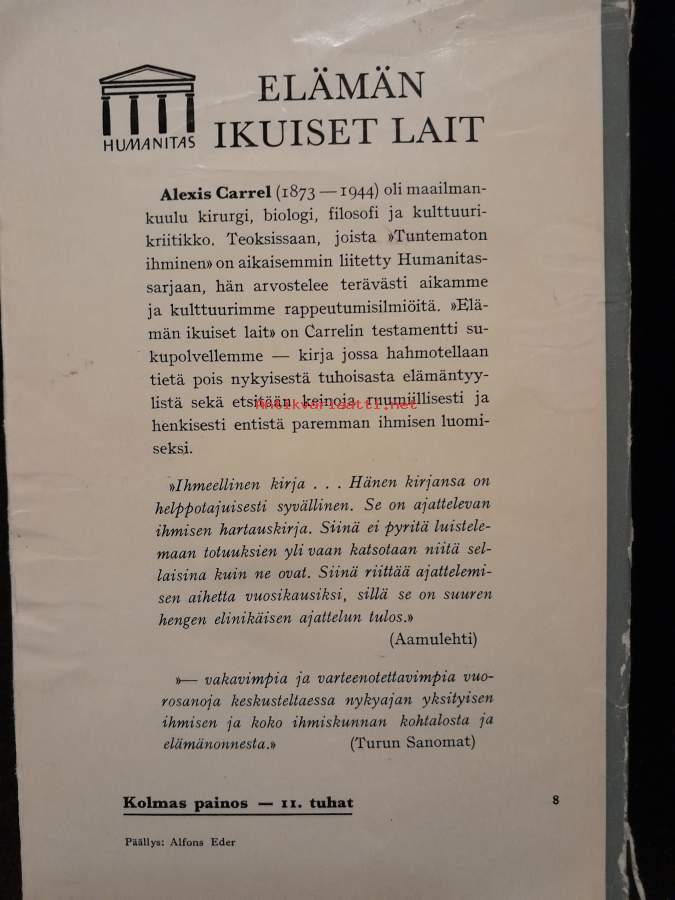 HUMANITAS
ELÄMÄN
IKUISET LAIT
Alexis Carrel (1873 — 1944) oli maailman-
kuulu kirurgi, biologi, filosofi ja kulttuuri-
kriitikko. Teoksissaan, joista »Tuntematon
ihminen» on aikaisemmin liitetty Humanitas-
sarjaan, hän arvostelee terävästi aikamme
ja kulttuurimme rappeutumisilmiöitä. »Elä-
män ikuiset lait» on Carrelin testamentti su-
kupolvellemme — kirja jossa hahmotellaan
tietä pois nykyisestä tuhoisasta elämäntyy-
listä sekä etsitään keinoja ruumiillisesti ja
Antikvariaatti.net
henkisesti entistä paremman ihmisen luomi-
seksi.
»Ihmeellinen kirja . . . Hänen kirjansa on
helppotajuisesti syvällinen. Se on ajattelevan
ihmisen hartauskirja. Siinä ei pyritä luistele-
maan totuuksien yli vaan katsotaan niitä sel-
laisina kuin ne ovat. Siinä riittää ajattelemi-
sen aihetta vuosikausiksi, sillä se on suuren
hengen elinikäisen ajattelun tulos.»
(Aamulehti)
»— vakavimpia ja varteenotettavimpia vuo-
rosanoja keskusteltaessa nykyajan yksityisen
ihmisen ja koko ihmiskunnan kohtalosta ja
elämänonnesta.» (Turun Sanomat)
Kolmas painos — 11. tuhat
8
Päällys: Alfons Eder